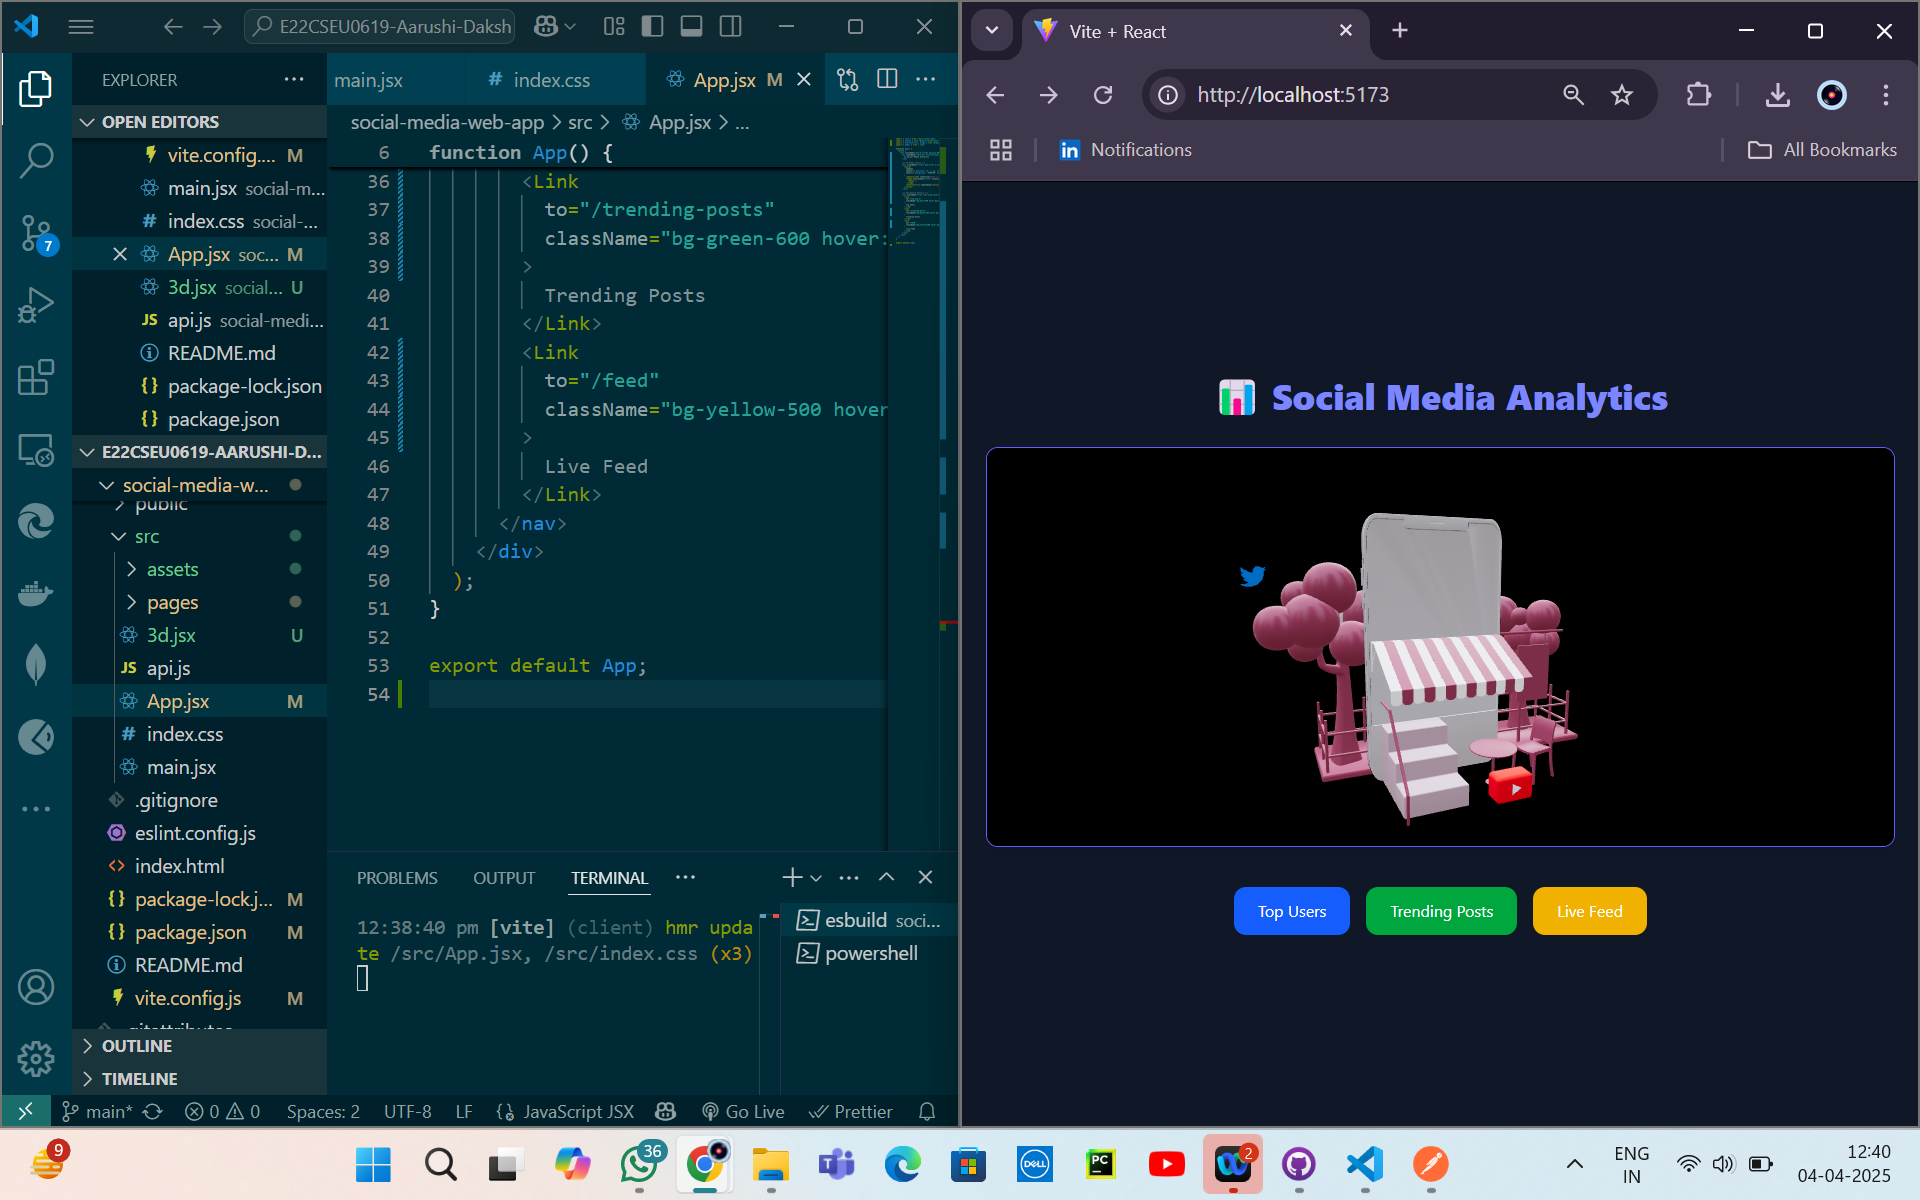 E22CSEU0619-Aarushi-Daksh
EXPLORER
OPEN EDITORS
vite.config.... M
main.jsx social-m...
index.css social-...
App.jsx soc... M
3d.jsx social... U
api.js social-medi...
README.md
package-lock.json
package.json
E22CSEU0619-AARUSHI-D...
social-media-w...
public
src
assets
pages
3d.jsx U
api.js
App.jsx M
index.css
main.jsx
.gitignore
eslint.config.js
index.html
package-lock.j... M
package.json M
README.md
vite.config.js M
.gitattributes
OUTLINE
TIMELINE
7
main.jsx
index.css
App.jsx M
social-media-web-app > src > App.jsx > ...
6 function App() {
36 <Link
37 to="/trending-posts"
38 className="bg-green-600 hover:
39 >
40 Trending Posts
41 </Link>
42 <Link
43 to="/feed"
44 className="bg-yellow-500 hover
45 >
46 Live Feed
47 </Link>
48 </nav>
49 </div>
50 );
51 }
52
53 export default App;
54
PROBLEMS OUTPUT TERMINAL
12:38:40 pm [vite] (client) hmr upda
te /src/App.jsx, /src/index.css (x3)
esbuild soci...
powershell
main* 0 0 Spaces: 2 UTF-8 LF JavaScript JSX Go Live Prettier
Vite + React
http://localhost:5173
Notifications
All Bookmarks
Social Media Analytics
Top Users
Trending Posts
Live Feed
9
36
DELL
PC
2
ENG
IN
12:40
04-04-2025